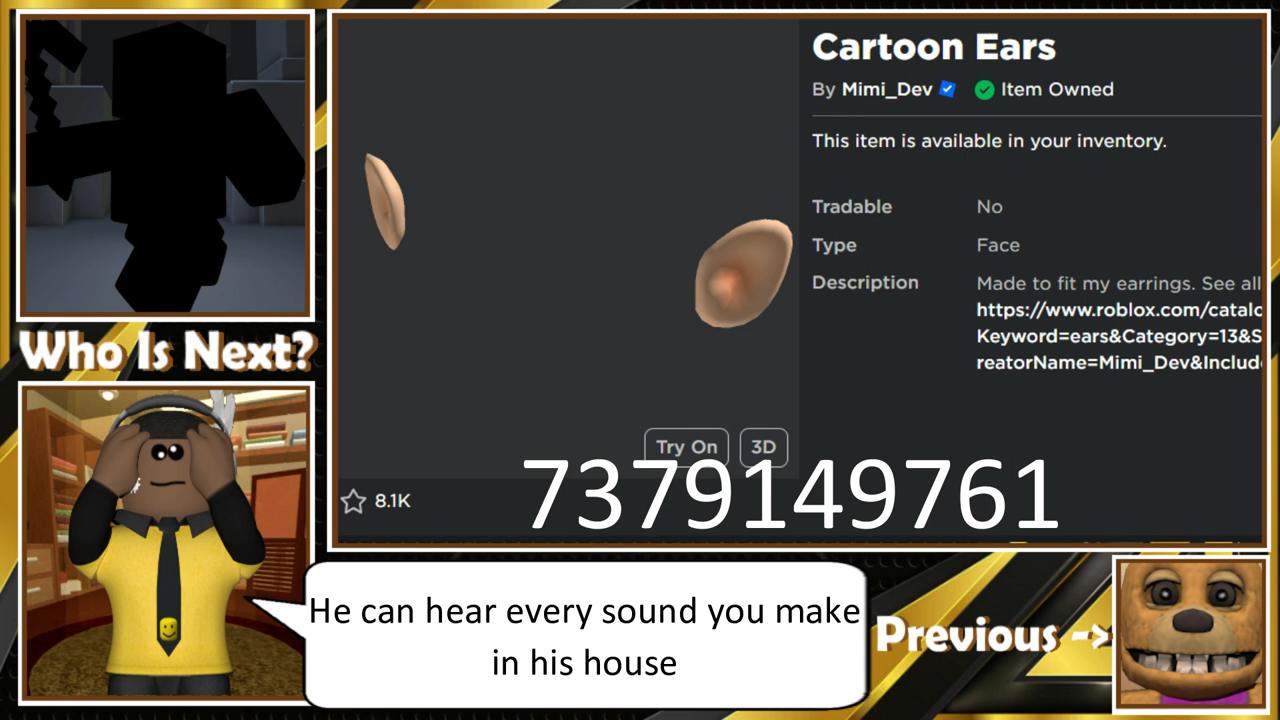 Cartoon Ears
By Mimi_Dev Item Owned
This item is available in your inventory.
Tradable No
Type Face
Description Made to fit my earrings. See all
https://www.roblox.com/catalo
Keyword=ears&Category=13&S
reatorName=Mimi_Dev&Includ
Try On 3D
8.1K
7379149761
Who Is Next?
He can hear every sound you make
in his house
Previous ->